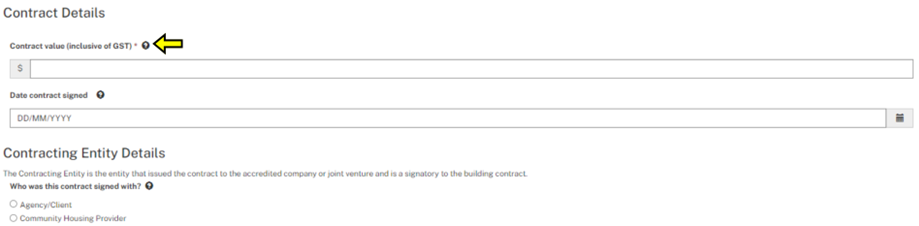 Contract Details
Contract value (inclusive of GST) * ?
$
Date contract signed ?
DD/MM/YYYY
Contracting Entity Details
The Contracting Entity is the entity that issued the contract to the accredited company or joint venture and is a signatory to the building contract.
Who was this contract signed with? ?
Agency/Client
Community Housing Provider